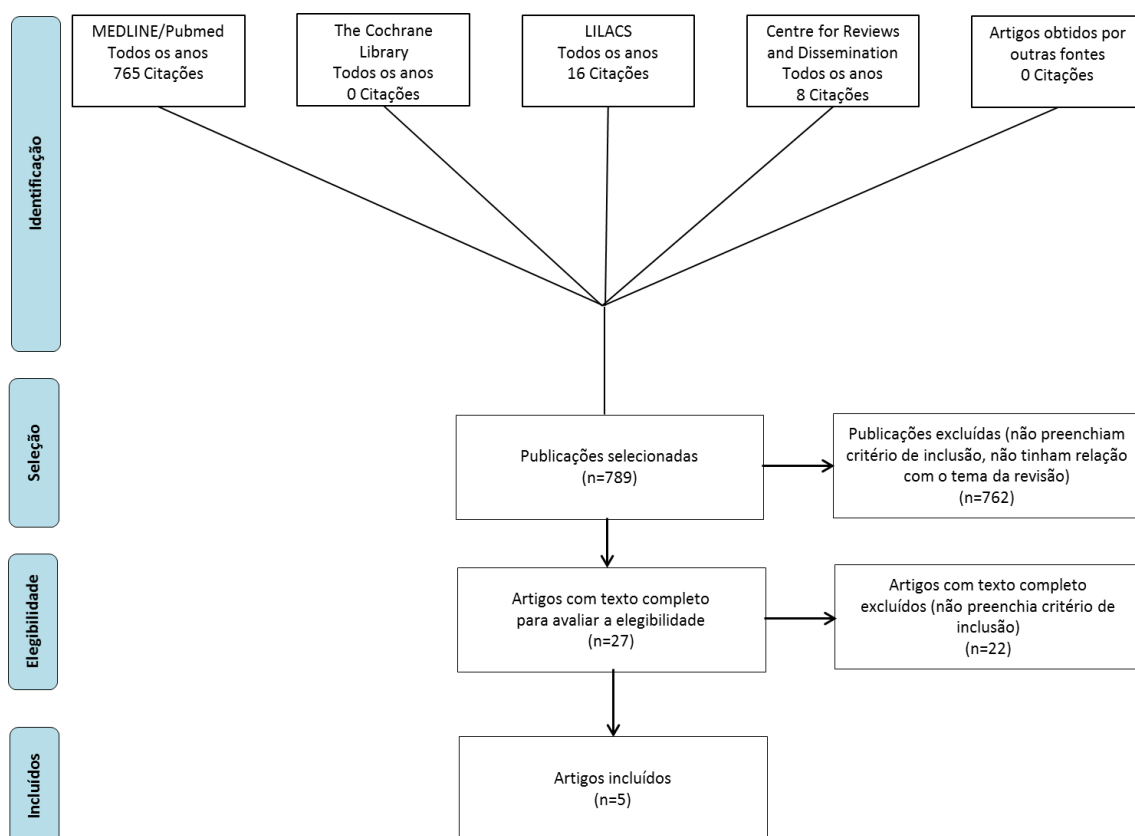 MEDLINE/Pubmed
Todos os anos
765 Citações
The Cochrane
Library
Todos os anos
0 Citações
LILACS
Todos os anos
16 Citações
Centre for Reviews
and Dissemination
Todos os anos
8 Citações
Artigos obtidos por
outras fontes
0 Citações
Identificação
Seleção
Publicações selecionadas
(n=789)
Publicações excluídas (não preenchiam
critério de inclusão, não tinham relação
com o tema da revisão)
(n=762)
Elegibilidade
Artigos com texto completo
para avaliar a elegibilidade
(n=27)
Artigos com texto completo
excluídos (não preenchia critério de
inclusão)
(n=22)
Incluídos
Artigos incluídos
(n=5)